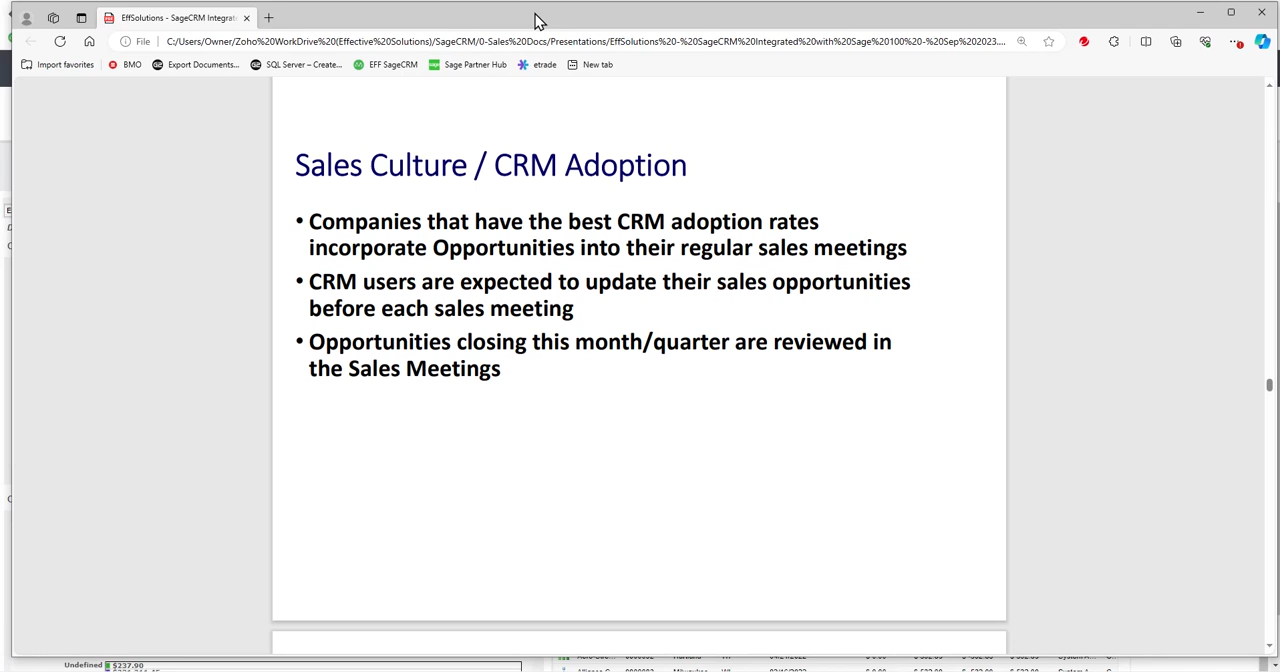 EffSolutions - SageCRM Integrat
File
C:/Users/Owner/Zoho%20WorkDrive%20(Effective%20Solutions)/SageCRM/0-Sales%20Docs/Presentations/EffSolutions%20-%20SageCRM%20Integrated%20with%20Sage%20100%20-%20Sep%202023....
Import favorites
BMO
Export Documents...
SQL Server – Create...
EFF SageCRM
Sage Partner Hub
etrade
New tab
Sales Culture / CRM Adoption
• Companies that have the best CRM adoption rates
incorporate Opportunities into their regular sales meetings
• CRM users are expected to update their sales opportunities
before each sales meeting
• Opportunities closing this month/quarter are reviewed in
the Sales Meetings
Undefined
$237.90